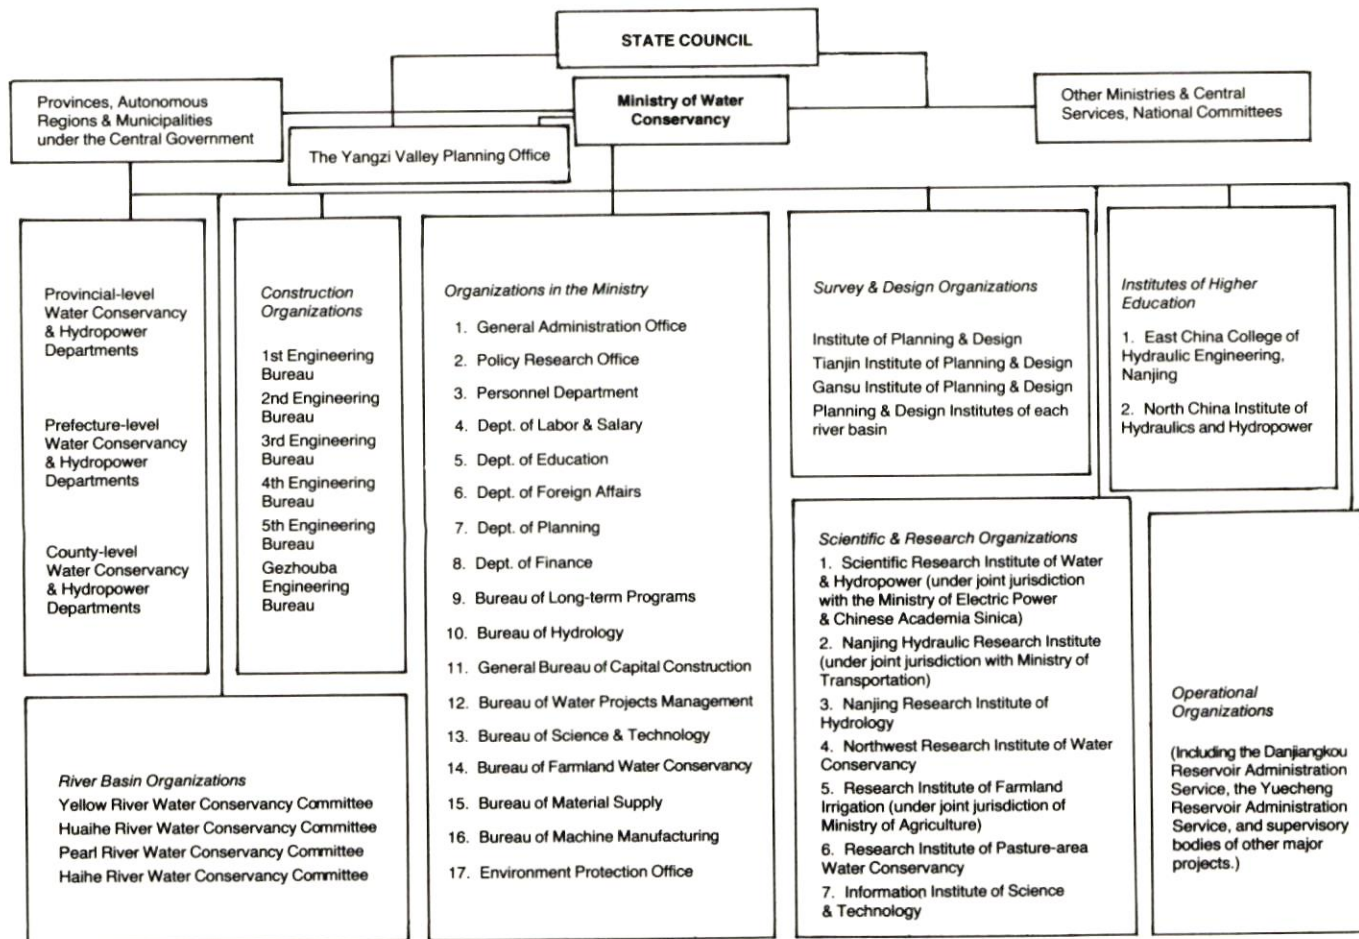 STATE COUNCIL
Provinces, Autonomous
Regions & Municipalities
under the Central Government
Ministry of Water
Conservancy
Other Ministries & Central
Services, National Committees
The Yangzi Valley Planning Office
Provincial-level
Water Conservancy
& Hydropower
Departments
Prefecture-level
Water Conservancy
& Hydropower
Departments
County-level
Water Conservancy
& Hydropower
Departments
Construction
Organizations
1st Engineering
Bureau
2nd Engineering
Bureau
3rd Engineering
Bureau
4th Engineering
Bureau
5th Engineering
Bureau
Gezhouba
Engineering
Bureau
Organizations in the Ministry
1. General Administration Office
2. Policy Research Office
3. Personnel Department
4. Dept. of Labor & Salary
5. Dept. of Education
6. Dept. of Foreign Affairs
7. Dept. of Planning
8. Dept. of Finance
9. Bureau of Long-term Programs
10. Bureau of Hydrology
11. General Bureau of Capital Construction
12. Bureau of Water Projects Management
13. Bureau of Science & Technology
14. Bureau of Farmland Water Conservancy
15. Bureau of Material Supply
16. Bureau of Machine Manufacturing
17. Environment Protection Office
Survey & Design Organizations
Institute of Planning & Design
Tianjin Institute of Planning & Design
Gansu Institute of Planning & Design
Planning & Design Institutes of each
river basin
Institutes of Higher
Education
1. East China College of
Hydraulic Engineering,
Nanjing
2. North China Institute of
Hydraulics and Hydropower
River Basin Organizations
Yellow River Water Conservancy Committee
Huaihe River Water Conservancy Committee
Pearl River Water Conservancy Committee
Haihe River Water Conservancy Committee
Scientific & Research Organizations
1. Scientific Research Institute of Water
& Hydropower (under joint jurisdiction
with the Ministry of Electric Power
& Chinese Academia Sinica)
2. Nanjing Hydraulic Research Institute
(under joint jurisdiction with Ministry of
Transportation)
3. Nanjing Research Institute of
Hydrology
4. Northwest Research Institute of Water
Conservancy
5. Research Institute of Farmland
Irrigation (under joint jurisdiction of
Ministry of Agriculture)
6. Research Institute of Pasture-area
Water Conservancy
7. Information Institute of Science
& Technology
Operational
Organizations
(Including the Danjiangkou
Reservoir Administration
Service, the Yuecheng
Reservoir Administration
Service, and supervisory
bodies of other major
projects.)